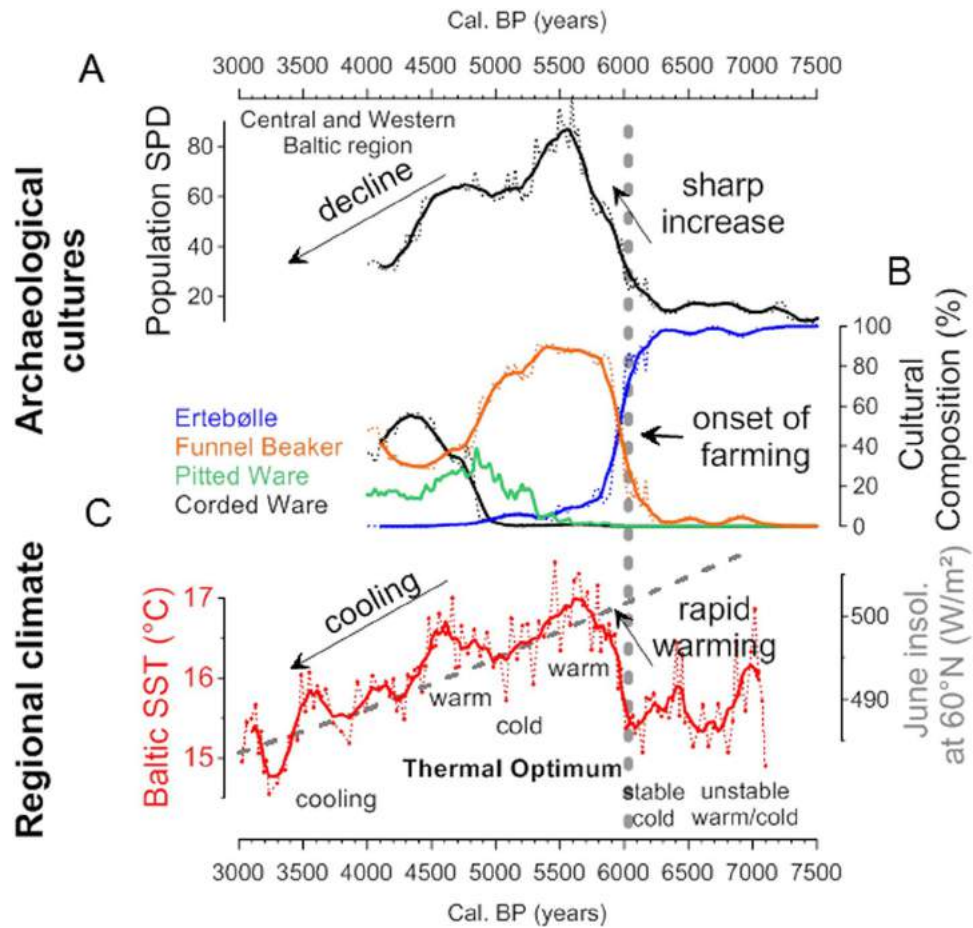 Cal. BP (years)
A
3000 3500 4000 4500 5000 5500 6000 6500 7000 7500
Archaeological
cultures
Population SPD
80
60
40
20
Central and Western
Baltic region
decline
sharp
increase
B
Cultural
Composition (%)
100
80
60
40
20
0
Ertebølle
Funnel Beaker
Pitted Ware
Corded Ware
onset of
farming
C
Regional climate
Baltic SST (°C)
17
16
15
cooling
rapid
warming
500
490
June insol.
at 60°N (W/m²)
warm
warm
cold
Thermal Optimum
cooling
stable
cold
unstable
warm/cold
3000 3500 4000 4500 5000 5500 6000 6500 7000 7500
Cal. BP (years)